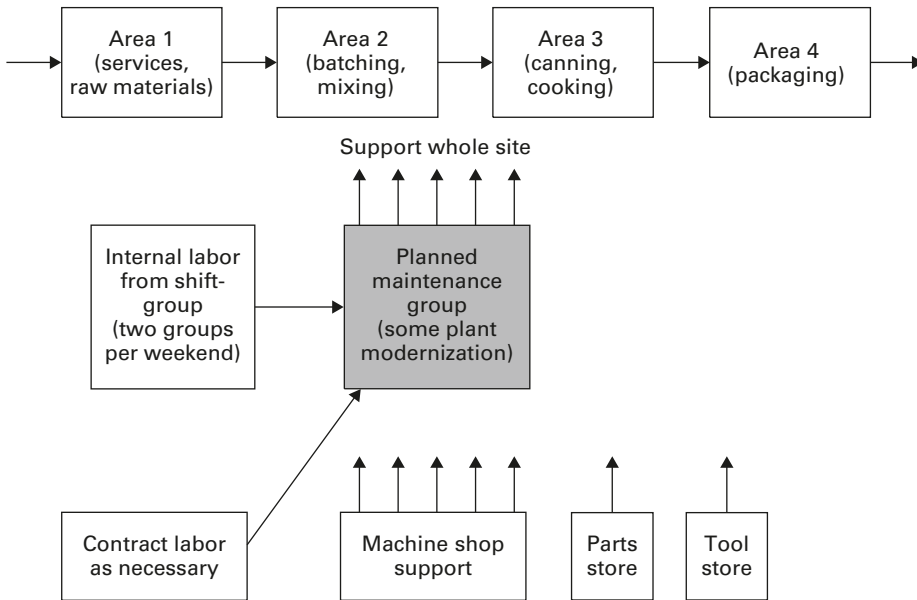 Area 1
(services,
raw materials)
Area 2
(batching,
mixing)
Area 3
(canning,
cooking)
Area 4
(packaging)
Support whole site
Internal labor
from shift-
group
(two groups
per weekend)
Planned
maintenance
group
(some plant
modernization)
Contract labor
as necessary
Machine shop
support
Parts
store
Tool
store